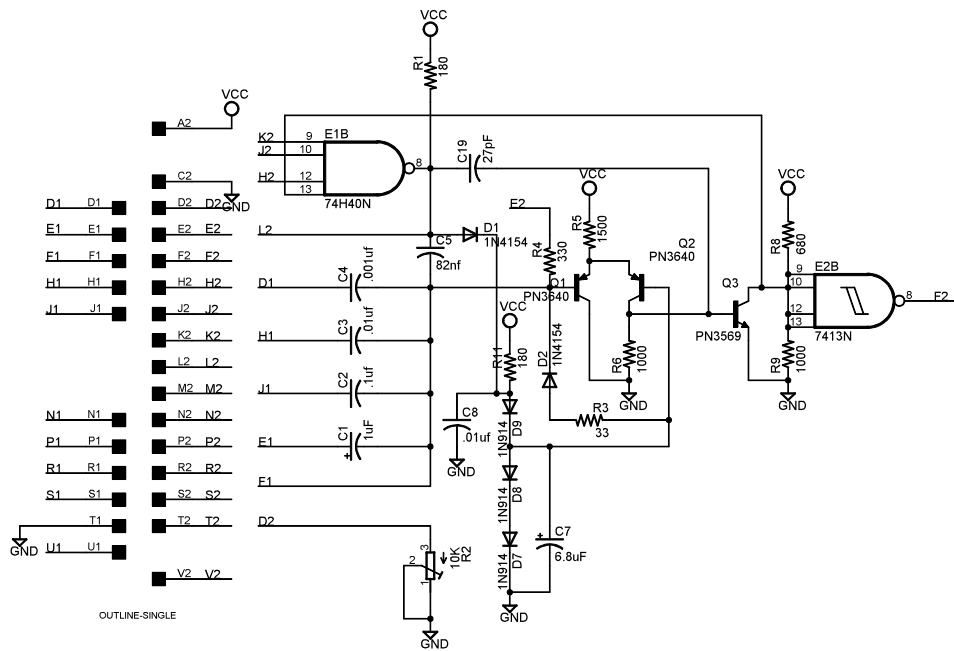 VCC
R1
180
VCC
A2
K2 9 E1B
J2 10
8
H2 12
13
74H40N
C19
27pF
C2
GND
VCC
VCC
D1 D1 D2 D2
E1 E1 E2 E2
F1 F1 F2 F2
H1 H1 H2 H2
J1 J1 J2 J2
K2 K2
L2 L2
M2 M2
N1 N1 N2 N2
P1 P1 P2 P2
R1 R1 R2 R2
S1 S1 S2 S2
T1 T2 T2
GND
U1 U1
V2 V2
OUTLINE-SINGLE
L2
D1
1N4154
C5
82nf
E2
R4
330
R5
1500
Q2
PN3640
Q1
PN3640
D1
C4
.001uf
H1
C3
.01uf
J1
C2
.1uf
E1
C1
1uF
+
F1
D2
VCC
R11
180
D2
1N4154
R6
1000
GND
R3
33
Q3
PN3569
R8
680
9 E2B
10
12
13
8
F2
7413N
R9
1000
GND
C8
.01uf
GND
D9
1N914
D8
1N914
D7
1N914
+
C7
6.8uF
GND
3
2
1
10K
R2
GND